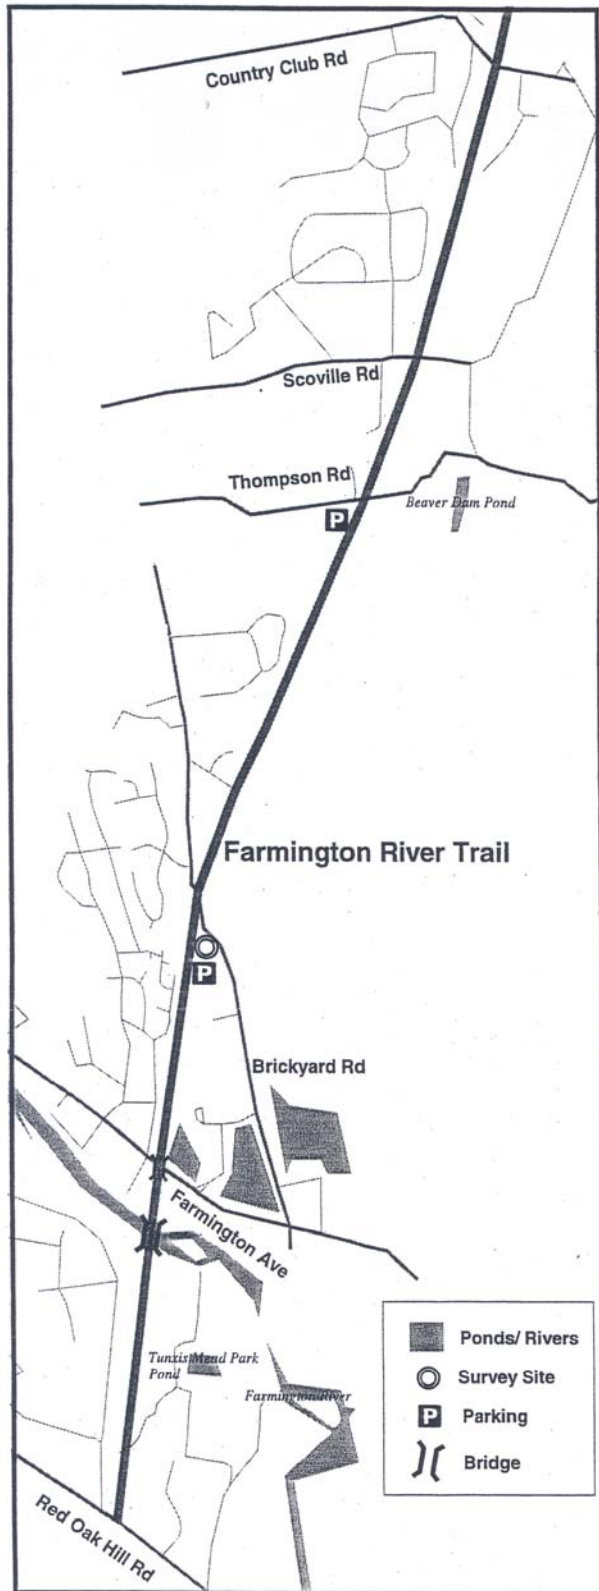 Country Club Rd
Scoville Rd
Thompson Rd
Beaver Dam Pond
P
Farmington River Trail
P
Brickyard Rd
Farmington Ave
Tunxis Mead Park
Pond
Farmington River
Red Oak Hill Rd
Ponds/ Rivers
Survey Site
P Parking
Bridge